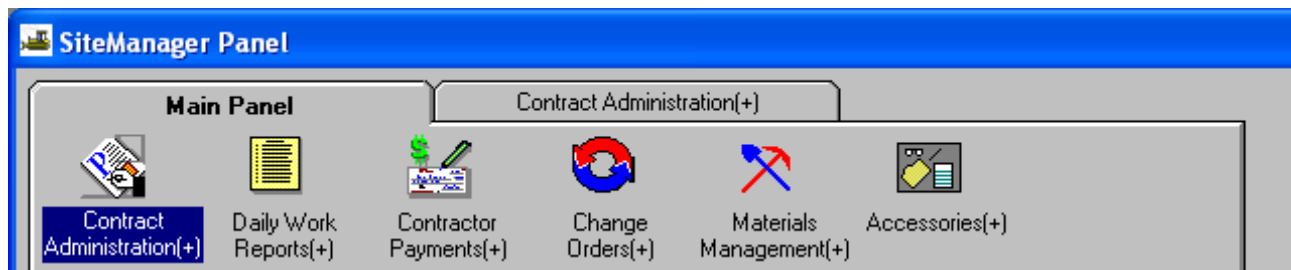 SiteManager Panel
Main Panel
Contract Administration(+)
Contract
Administration(+)
Daily Work
Reports(+)
Contractor
Payments(+)
Change
Orders(+)
Materials
Management(+)
Accessories(+)